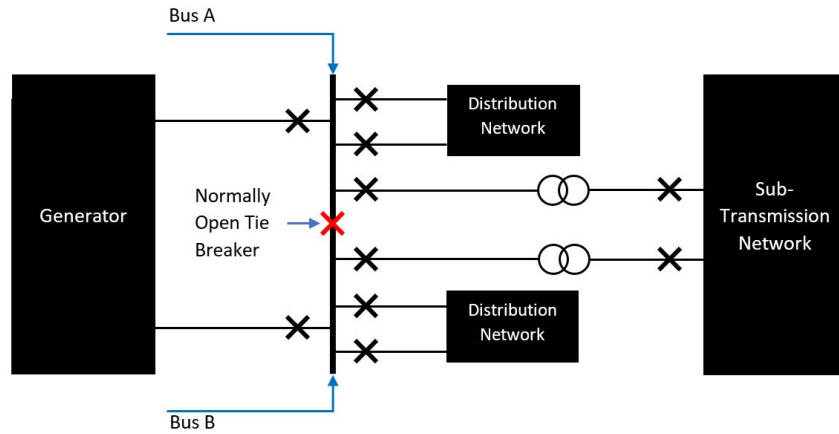 Bus A
Distribution
Network
Normally
Open Tie
Breaker
Generator
Sub-
Transmission
Network
Distribution
Network
Bus B